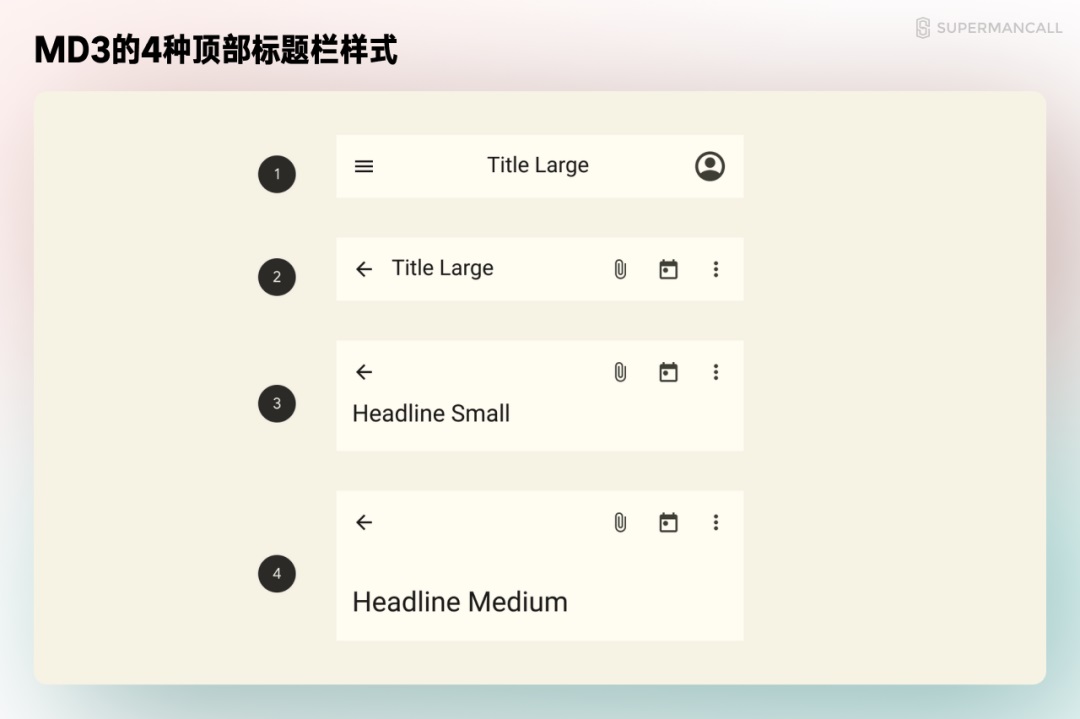 MD3的4种顶部标题栏样式
SUPERMANCALL
1
Title Large
2
Title Large
3
Headline Small
4
Headline Medium